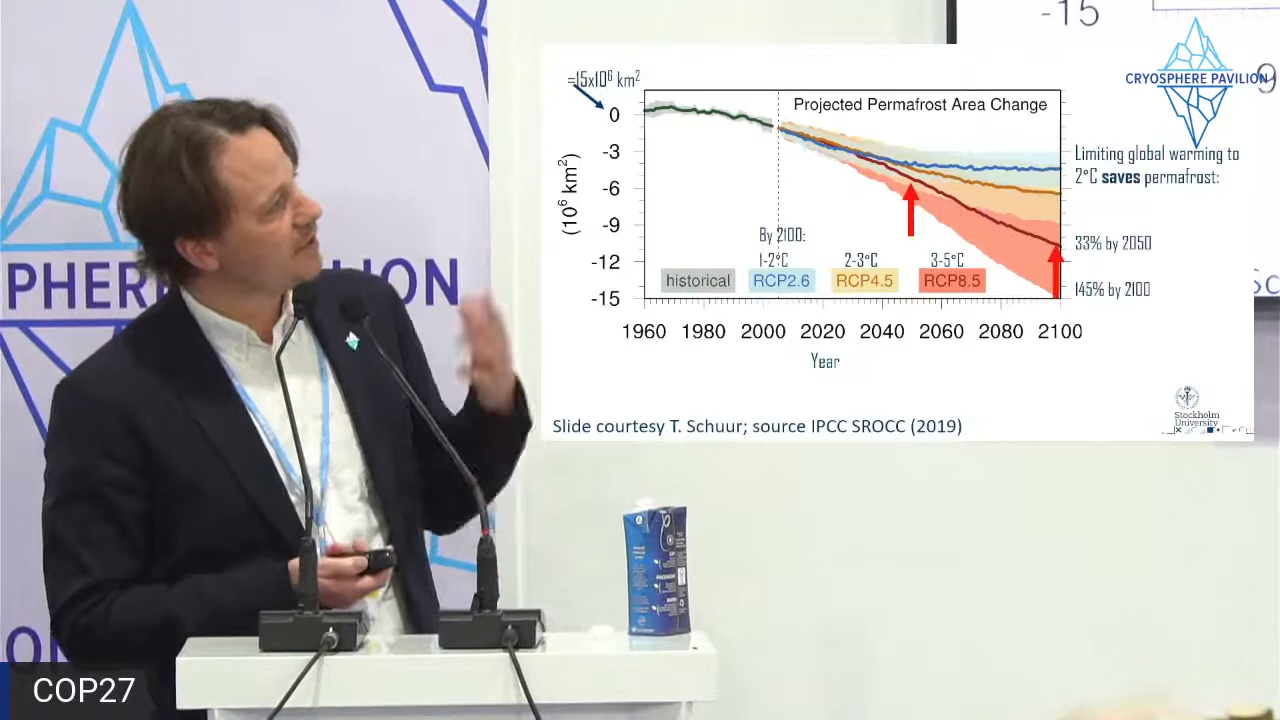 -15
CRYOSPHERE PAVILION
9
=15x10⁶ km²
Projected Permafrost Area Change
0
-3
-6
-9
-12
-15
(10⁶ km²)
Limiting global warming to
2°C saves permafrost:
33% by 2050
145% by 2100
By 2100:
1-2°C
2-3°C
3-5°C
historical
RCP2.6
RCP4.5
RCP8.5
1960
1980
2000
2020
2040
2060
2080
2100
Year
Slide courtesy T. Schuur; source IPCC SROCC (2019)
Stockholm
University
PHER
ION
COP27